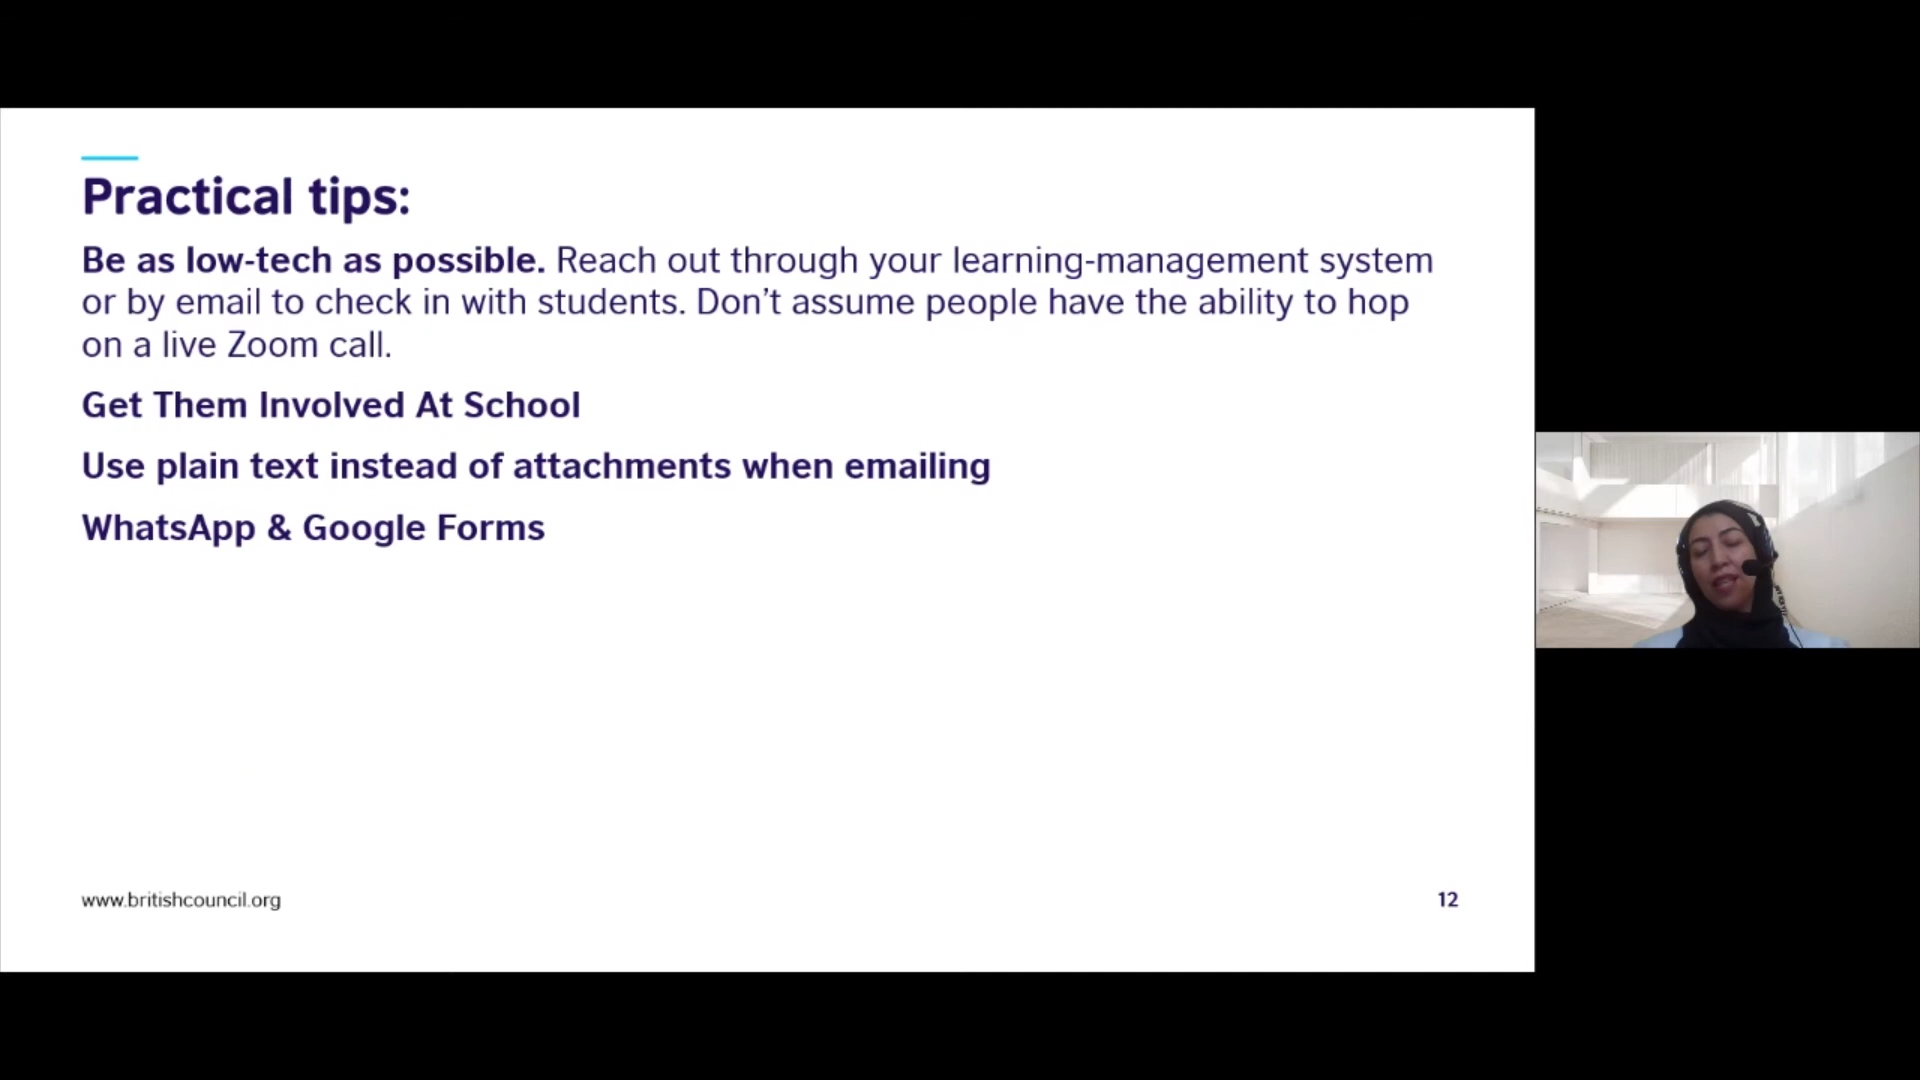 Practical tips:
Be as low-tech as possible. Reach out through your learning-management system
or by email to check in with students. Don’t assume people have the ability to hop
on a live Zoom call.
Get Them Involved At School
Use plain text instead of attachments when emailing
WhatsApp & Google Forms
www.britishcouncil.org
12